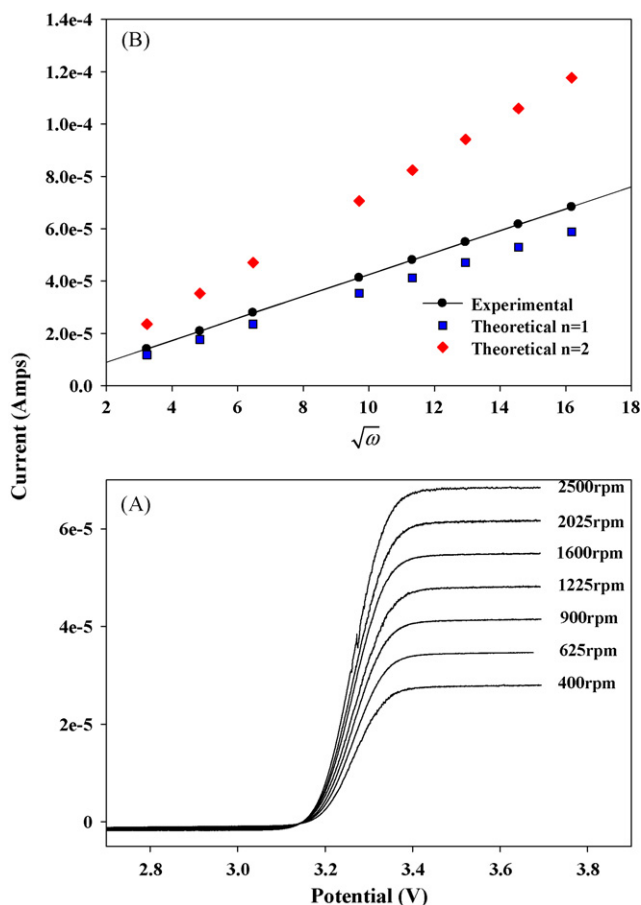 (B)
1.4e-4
1.2e-4
1.0e-4
8.0e-5
6.0e-5
4.0e-5
2.0e-5
0.0
Experimental
Theoretical n=1
Theoretical n=2
2 4 6 8 10 12 14 16 18
√ω
Current (Amps)
(A)
6e-5
4e-5
2e-5
0
2500rpm
2025rpm
1600rpm
1225rpm
900rpm
625rpm
400rpm
2.8 3.0 3.2 3.4 3.6 3.8
Potential (V)